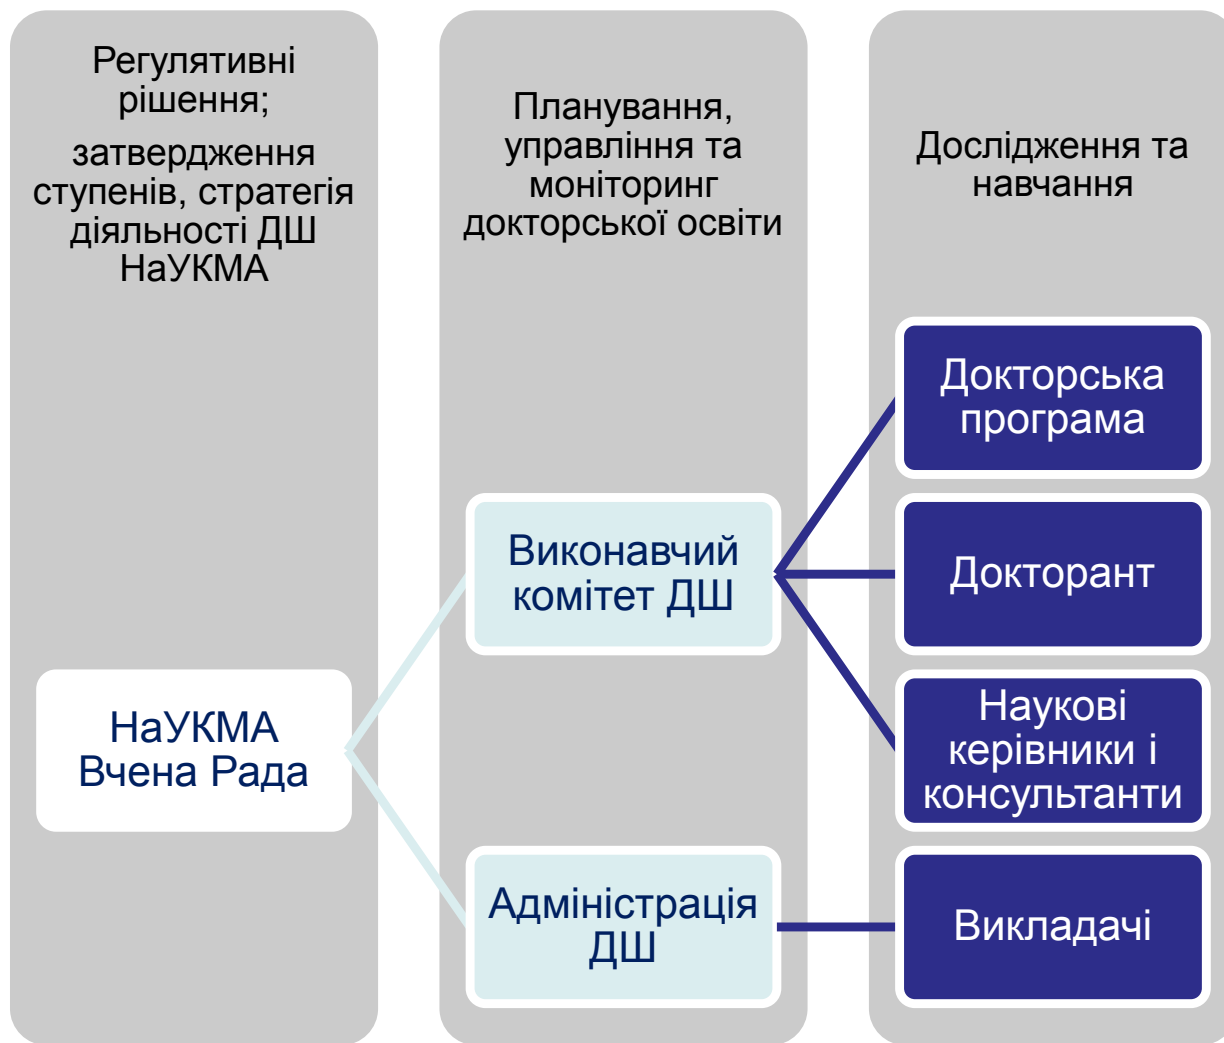 Регулятивні
рішення;
затвердження
ступенів, стратегія
діяльності ДШ
НаУКМА
Планування,
управління та
моніторинг
докторської освіти
Дослідження та
навчання
НаУКМА
Вчена Рада
Виконавчий
комітет ДШ
Адміністрація
ДШ
Докторська
програма
Докторант
Наукові
керівники і
консультанти
Викладачі